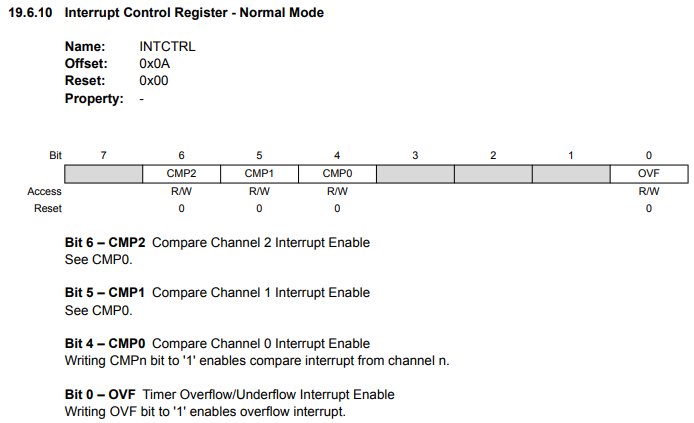 19.6.10 Interrupt Control Register - Normal Mode
Name: INTCTRL
Offset: 0x0A
Reset: 0x00
Property: -
Bit 7 6 5 4 3 2 1 0
CMP2 CMP1 CMP0 OVF
Access R/W R/W R/W R/W
Reset 0 0 0 0
Bit 6 – CMP2 Compare Channel 2 Interrupt Enable
See CMP0.
Bit 5 – CMP1 Compare Channel 1 Interrupt Enable
See CMP0.
Bit 4 – CMP0 Compare Channel 0 Interrupt Enable
Writing CMPn bit to '1' enables compare interrupt from channel n.
Bit 0 – OVF Timer Overflow/Underflow Interrupt Enable
Writing OVF bit to '1' enables overflow interrupt.